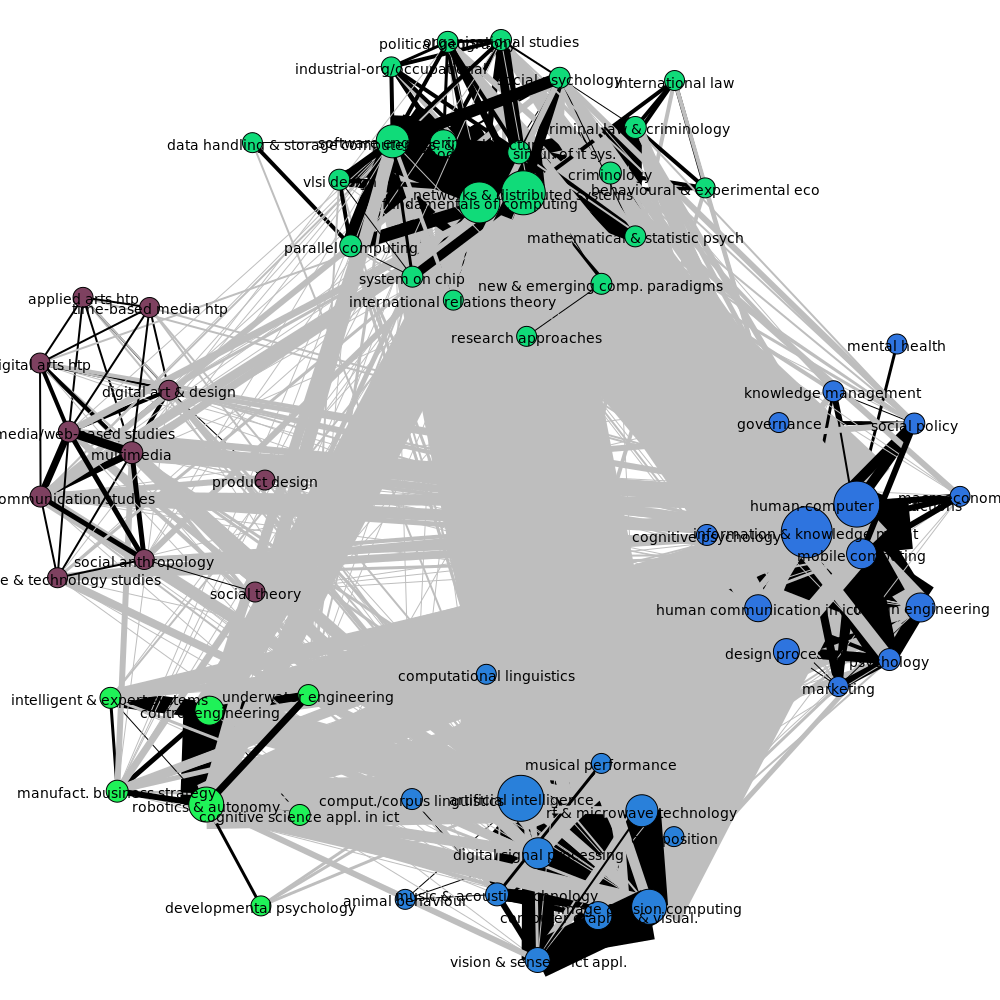 political geography
organisational studies
industrial-org/occupational
social psychology
international law
criminal law & criminology
data handling & storage
software engineering
sims. of it sys.
vlsi design
criminology
behavioural & experimental eco
networks & distributed systems
fundamentals of computing
mathematical & statistic psych
parallel computing
system on chip
new & emerging comp. paradigms
international relations theory
research approaches
applied arts htp
time-based media htp
mental health
digital arts htp
digital art & design
knowledge management
governance
social policy
media/web-based studies
multimedia
product design
communication studies
human-computer
information & knowledge mgmt
cognitive psychology
mobile computing
social anthropology
e & technology studies
social theory
human communication in ict
engineering
design process
psychology
computational linguistics
marketing
intelligent & expert systems
underwater engineering
control engineering
musical performance
manufact. business strategy
robotics & autonomy
comput./corpus linguistics
artificial intelligence
cognitive science appl. in ict
rf & microwave technology
position
digital signal processing
music & acoustic technology
animal behaviour
developmental psychology
image & vision computing
computer graphics & visual.
vision & senses ict appl.